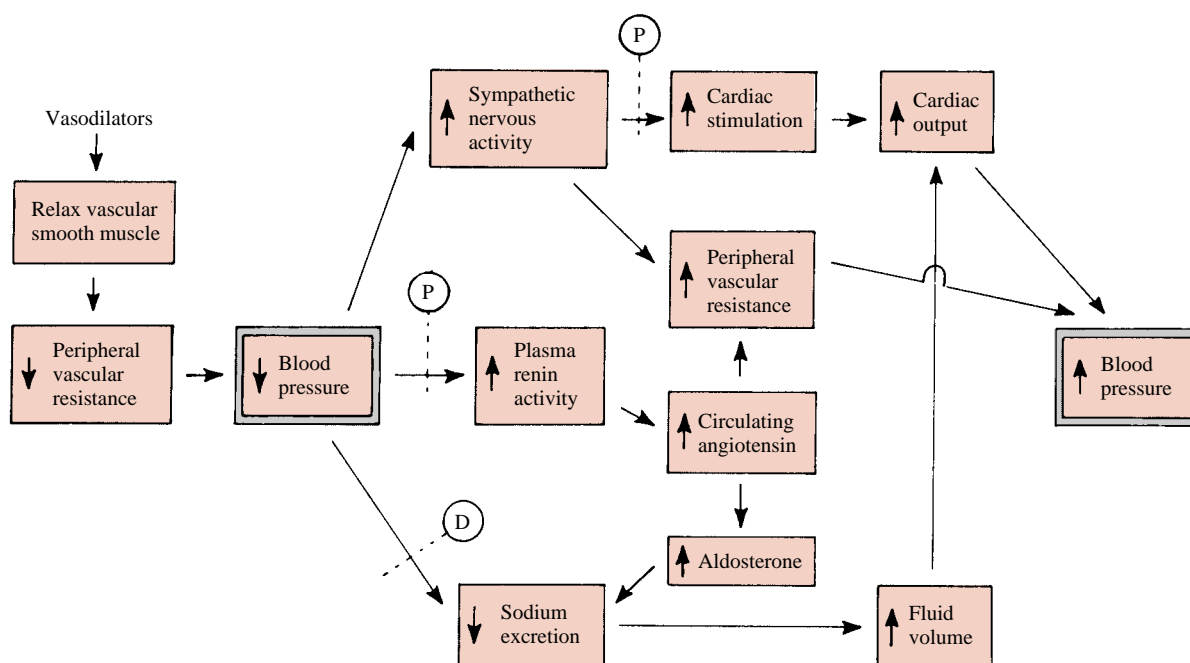 P
Sympathetic
nervous
activity
Cardiac
stimulation
Cardiac
output
Vasodilators
Relax vascular
smooth muscle
Peripheral
vascular
resistance
P
Peripheral
vascular
resistance
Blood
pressure
Plasma
renin
activity
Blood
pressure
Circulating
angiotensin
D
Aldosterone
Sodium
excretion
Fluid
volume